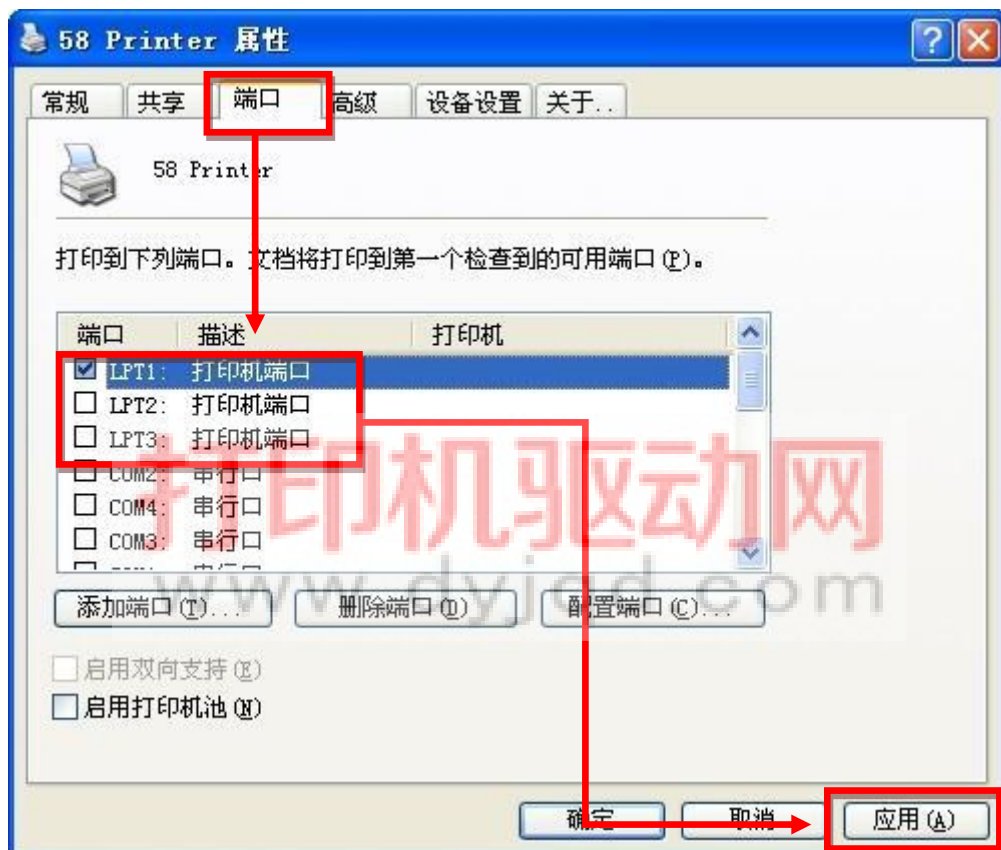 58 Printer 属性
常规 共享 端口 高级 设备设置 关于..
58 Printer
打印到下列端口。文档将打印到第一个检查到的可用端口(P)。
端口 描述 打印机
LPT1: 打印机端口
LPT2: 打印机端口
LPT3: 打印机端口
COM2: 串行口
COM4: 串行口
COM3: 串行口
打印机驱动网
www.dyjqd.com
添加端口(T)... 删除端口(D) 配置端口(C)...
启用双向支持(E)
启用打印机池(N)
确定 取消 应用(A)